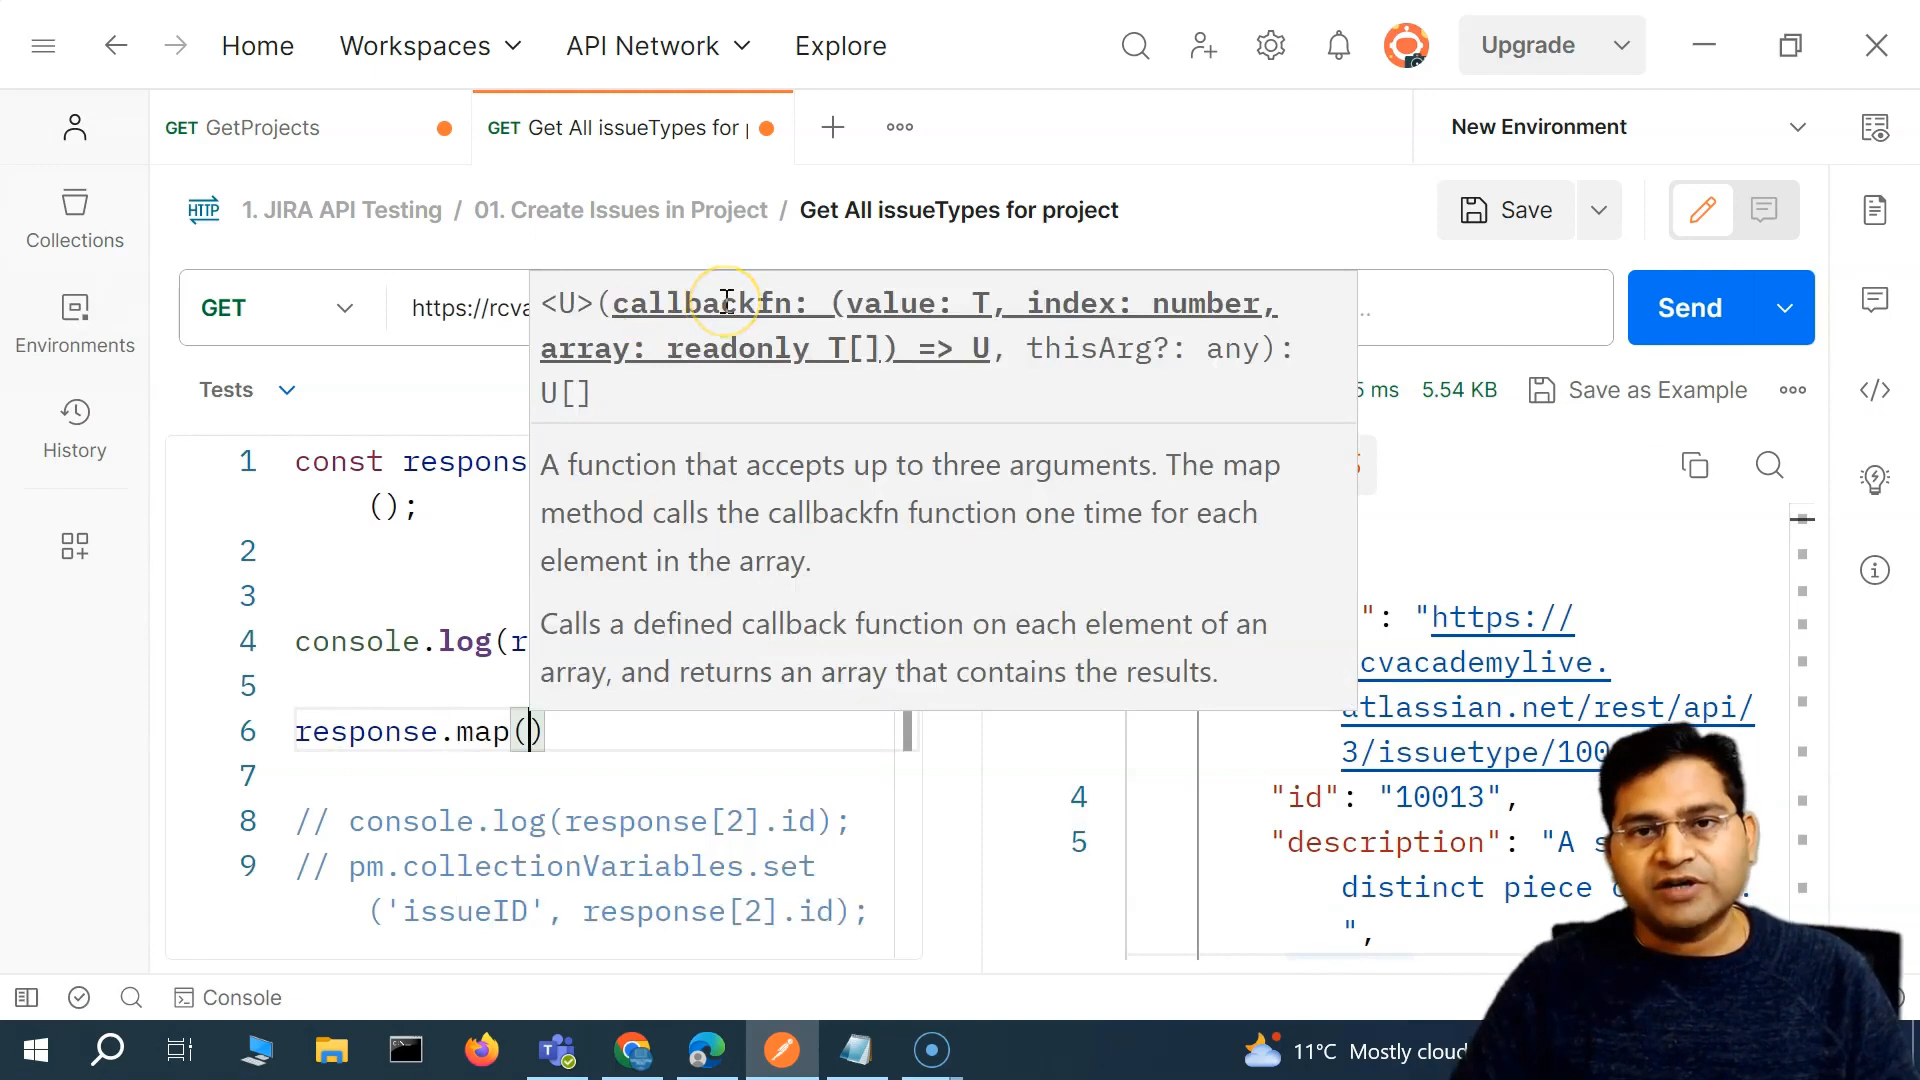 Home
Workspaces
API Network
Explore
Upgrade
GET GetProjects
GET Get All issueTypes for
New Environment
HTTP
1. JIRA API Testing / 01. Create Issues in Project / Get All issueTypes for project
Save
GET
https://rcva
Send
<U>(callbackfn: (value: T, index: number,
array: readonly T[]) => U, thisArg?: any):
U[]
A function that accepts up to three arguments. The map
method calls the callbackfn function one time for each
element in the array.
Calls a defined callback function on each element of an
array, and returns an array that contains the results.
Collections
Environments
History
Tests
ms 5.54 KB
Save as Example
1 const respons
();
2
3
4 console.log(r
5
6 response.map()
7
8 // console.log(response[2].id);
9 // pm.collectionVariables.set
('issueID', response[2].id);
": "https://
cvacademylive.
atlassian.net/rest/api/
3/issuetype/100
4 "id": "10013",
5 "description": "A s
distinct piece
",
Console
11°C Mostly cloud